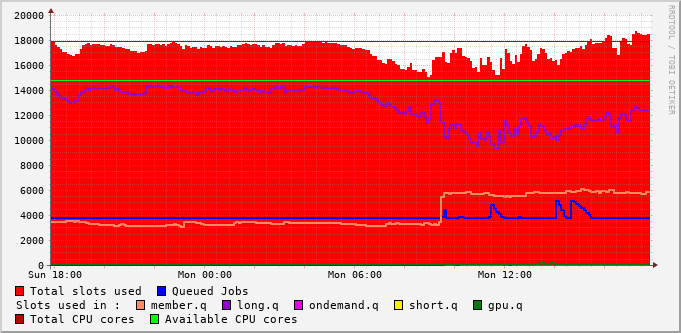 20000
18000
16000
14000
12000
10000
8000
6000
4000
2000
0
Sun 18:00 Mon 00:00 Mon 06:00 Mon 12:00
Total slots used Queued Jobs
Slots used in : member.q long.q ondemand.q short.q gpu.q
Total CPU cores Available CPU cores
RRDTOOL / TOBI OETIKER